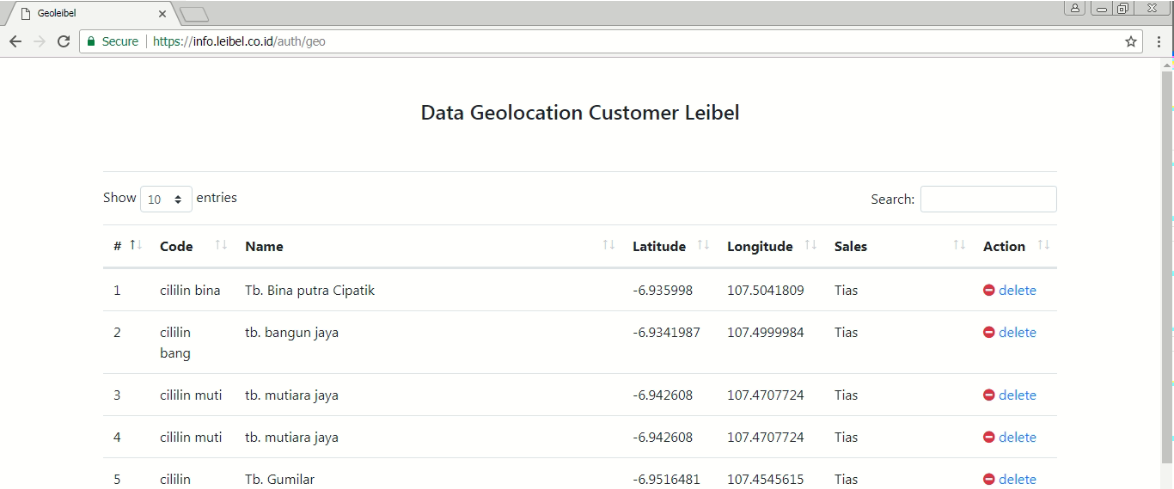 Geoleibel
Secure | https://info.leibel.co.id/auth/geo
Data Geolocation Customer Leibel
Show 10 entries Search:
# Code Name Latitude Longitude Sales Action
1 cililin bina Tb. Bina putra Cipatik -6.935998 107.5041809 Tias delete
2 cililin tb. bangun jaya -6.9341987 107.4999984 Tias delete
bang
3 cililin muti tb. mutiara jaya -6.942608 107.4707724 Tias delete
4 cililin muti tb. mutiara jaya -6.942608 107.4707724 Tias delete
5 cililin Tb. Gumilar -6.9516481 107.4545615 Tias delete